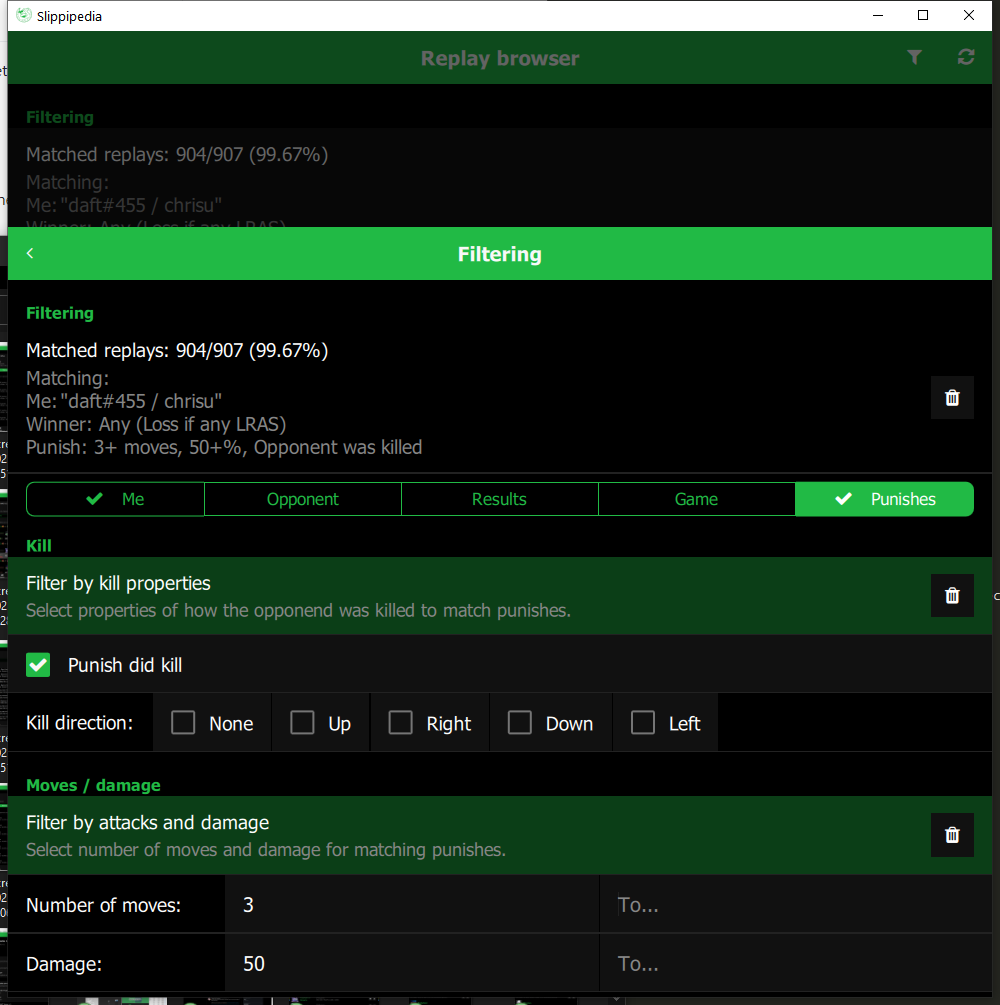 Slippipedia
Replay browser
Filtering
Matched replays: 904/907 (99.67%)
Matching:
Me: "daft#455 / chrisu"
Winner: Any (Loss if any LRAS)
Filtering
Filtering
Matched replays: 904/907 (99.67%)
Matching:
Me: "daft#455 / chrisu"
Winner: Any (Loss if any LRAS)
Punish: 3+ moves, 50+%, Opponent was killed
Me Opponent Results Game Punishes
Kill
Filter by kill properties
Select properties of how the opponend was killed to match punishes.
Punish did kill
Kill direction: None Up Right Down Left
Moves / damage
Filter by attacks and damage
Select number of moves and damage for matching punishes.
Number of moves: 3 To...
Damage: 50 To...